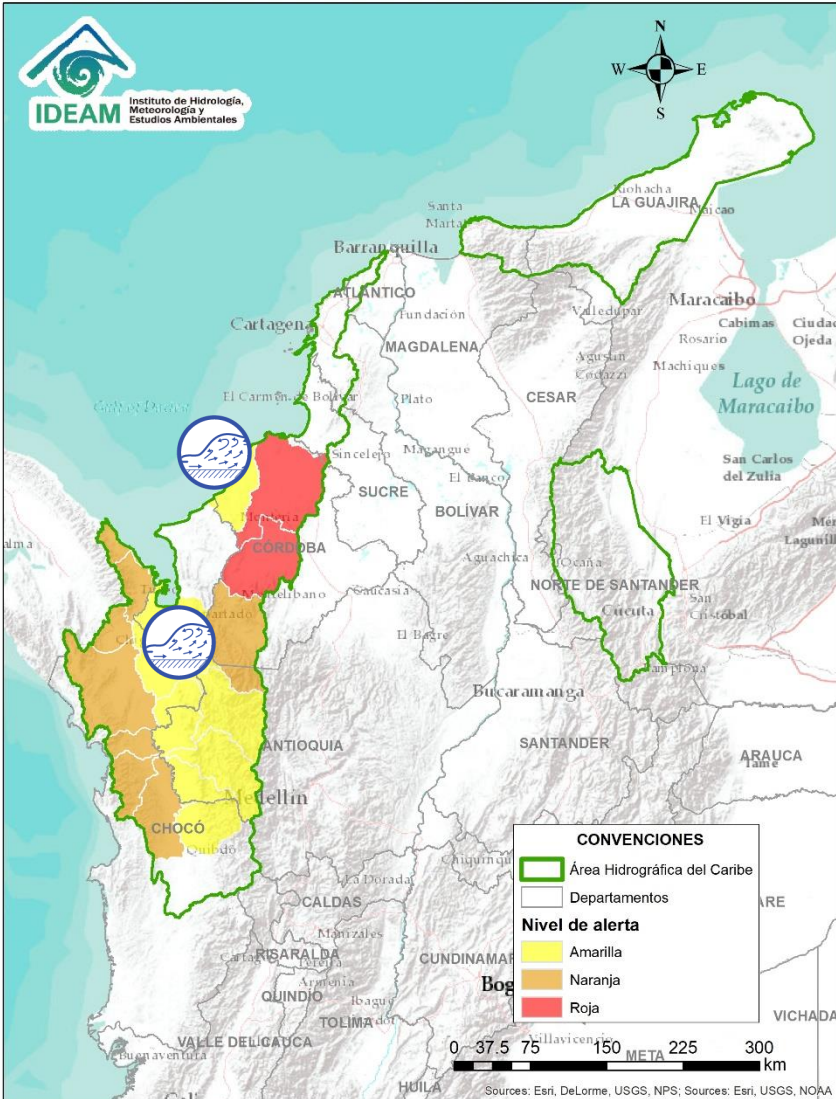 IDEAM
Instituto de Hidrología,
Meteorología y
Estudios Ambientales
N
W
E
S
Riohacha
LA GUAJIRA
Maicao
Santa
Marta
Barranquilla
ATLÁNTICO
Maracaibo
Cabimas
Ciudad
Ojeda
Cartagena
Fundación
Valledupar
Rosario
Machiques
MAGDALENA
Agustín
Codazzi
CESAR
Lago de
Maracaibo
El Carmen de Bolívar
Plato
Sincelejo
Magangue
San Carlos
del Zulia
El Banco
SUCRE
BOLÍVAR
Montería
El Vigía
CÓRDOBA
Aguachica
Ocaña
NORTE DE SANTANDER
Montelíbano
Caucasia
Cúcuta
San
Cristóbal
El Bagre
Pamplona
Bucaramanga
ANTIOQUIA
SANTANDER
ARAUCA
Tame
Medellín
CHOCÓ
Quibdó
La Dorada
CALDAS
Manizales
RISARALDA
Pereira
Armenia
QUINDÍO
Ibagué
TOLIMA
VALLE DEL CAUCA
Buenaventura
HUILA
Villavicencio
META
VICHADA
CONVENCIONES
Área Hidrográfica del Caribe
Departamentos
Nivel de alerta
Amarilla
Naranja
Roja
0 37.5 75 150 225 300
km
Sources: Esri, DeLorme, USGS, NPS; Sources: Esri, USGS, NOAA